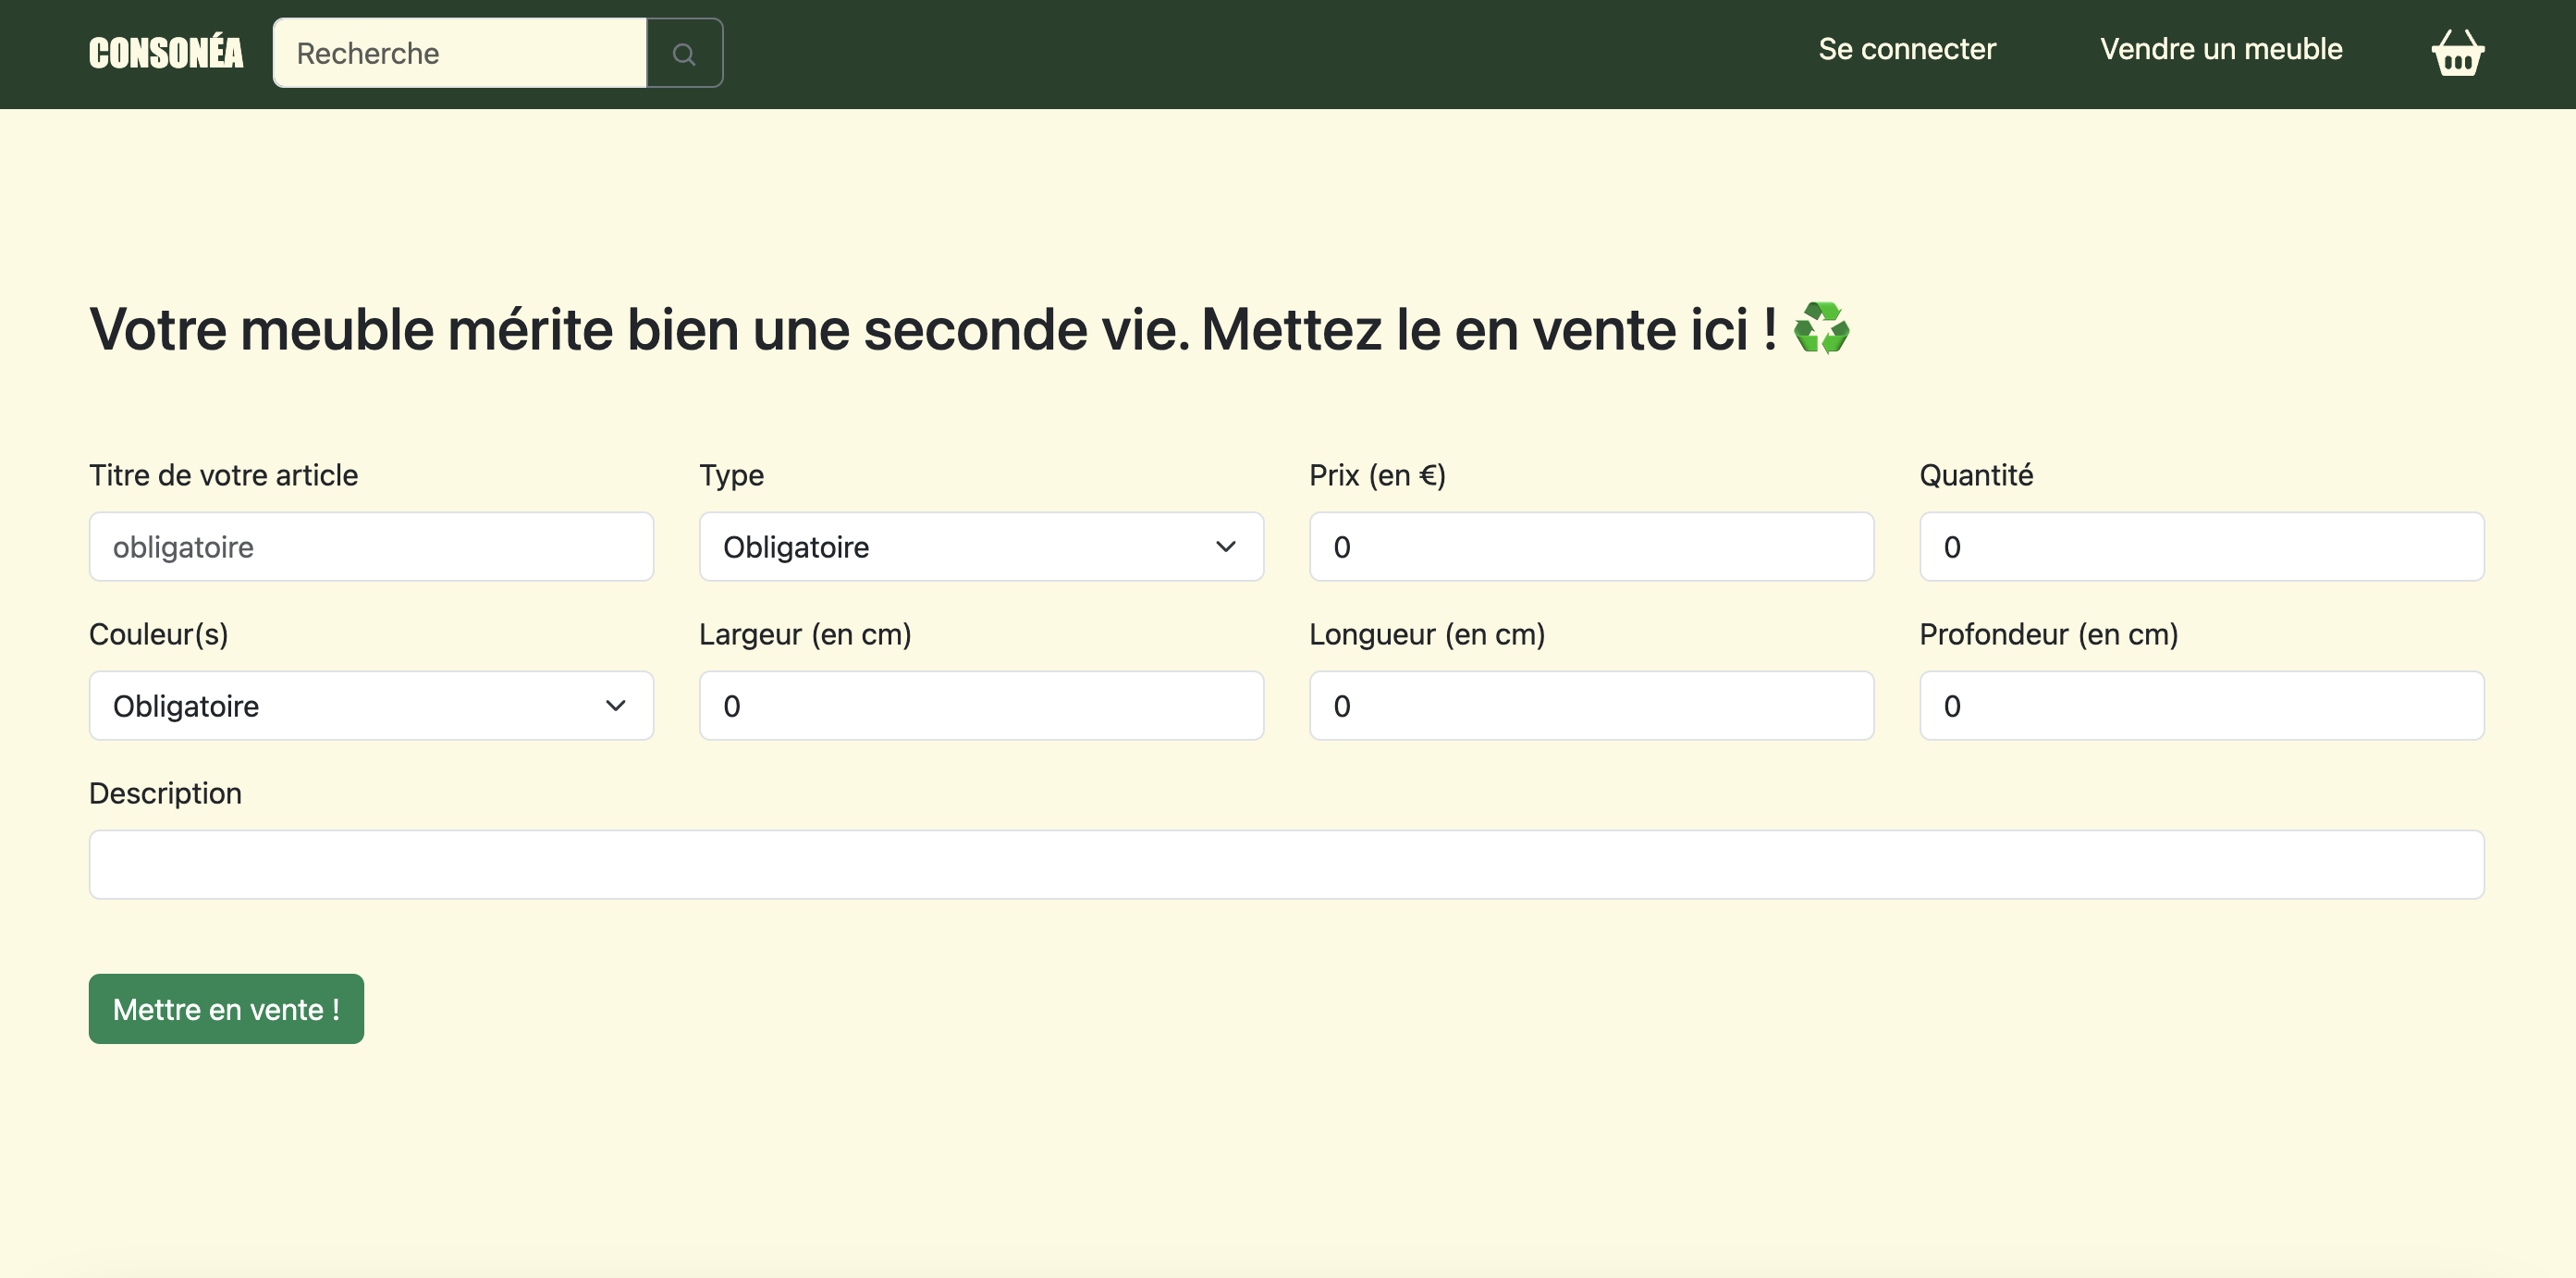 CONSONÉA
Recherche
Se connecter
Vendre un meuble
Votre meuble mérite bien une seconde vie. Mettez le en vente ici ! ♻️
Titre de votre article
Type
Prix (en €)
Quantité
obligatoire
Obligatoire
0
0
Couleur(s)
Largeur (en cm)
Longueur (en cm)
Profondeur (en cm)
Obligatoire
0
0
0
Description
Mettre en vente !